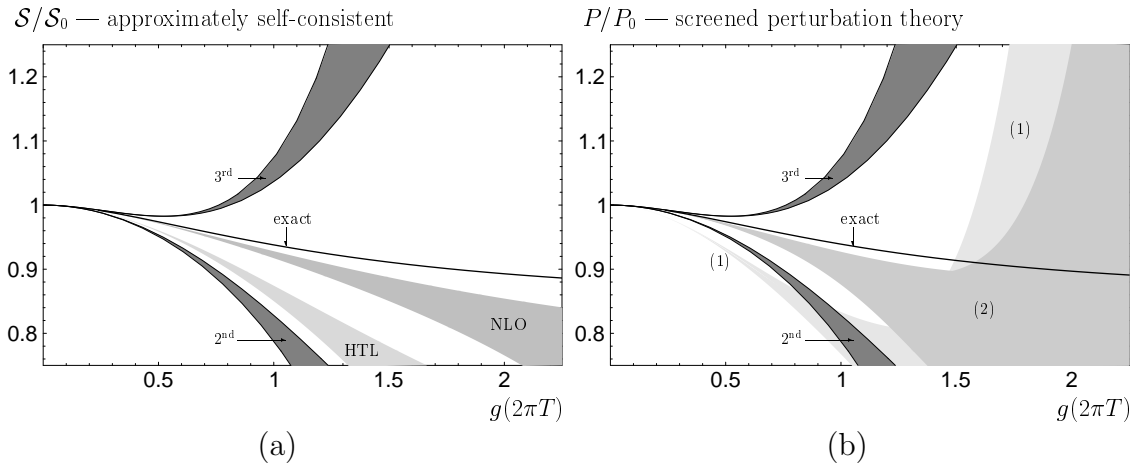 S/S₀ — approximately self-consistent
1.2
1.1
1
0.9
0.8
3rd
exact
2nd
HTL
NLO
0.5
1
1.5
2
g(2πT)
(a)
P/P₀ — screened perturbation theory
1.2
1.1
1
0.9
0.8
(1)
3rd
exact
(1)
(2)
2nd
0.5
1
1.5
2
g(2πT)
(b)